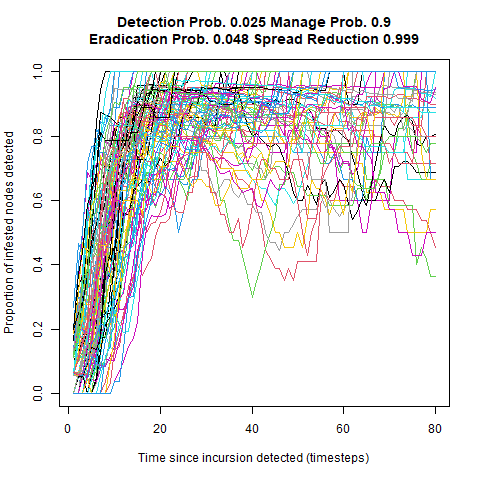 Detection Prob. 0.025 Manage Prob. 0.9
Eradication Prob. 0.048 Spread Reduction 0.999
Proportion of infested nodes detected
1.0
0.8
0.6
0.4
0.2
0.0
0
20
40
60
80
Time since incursion detected (timesteps)